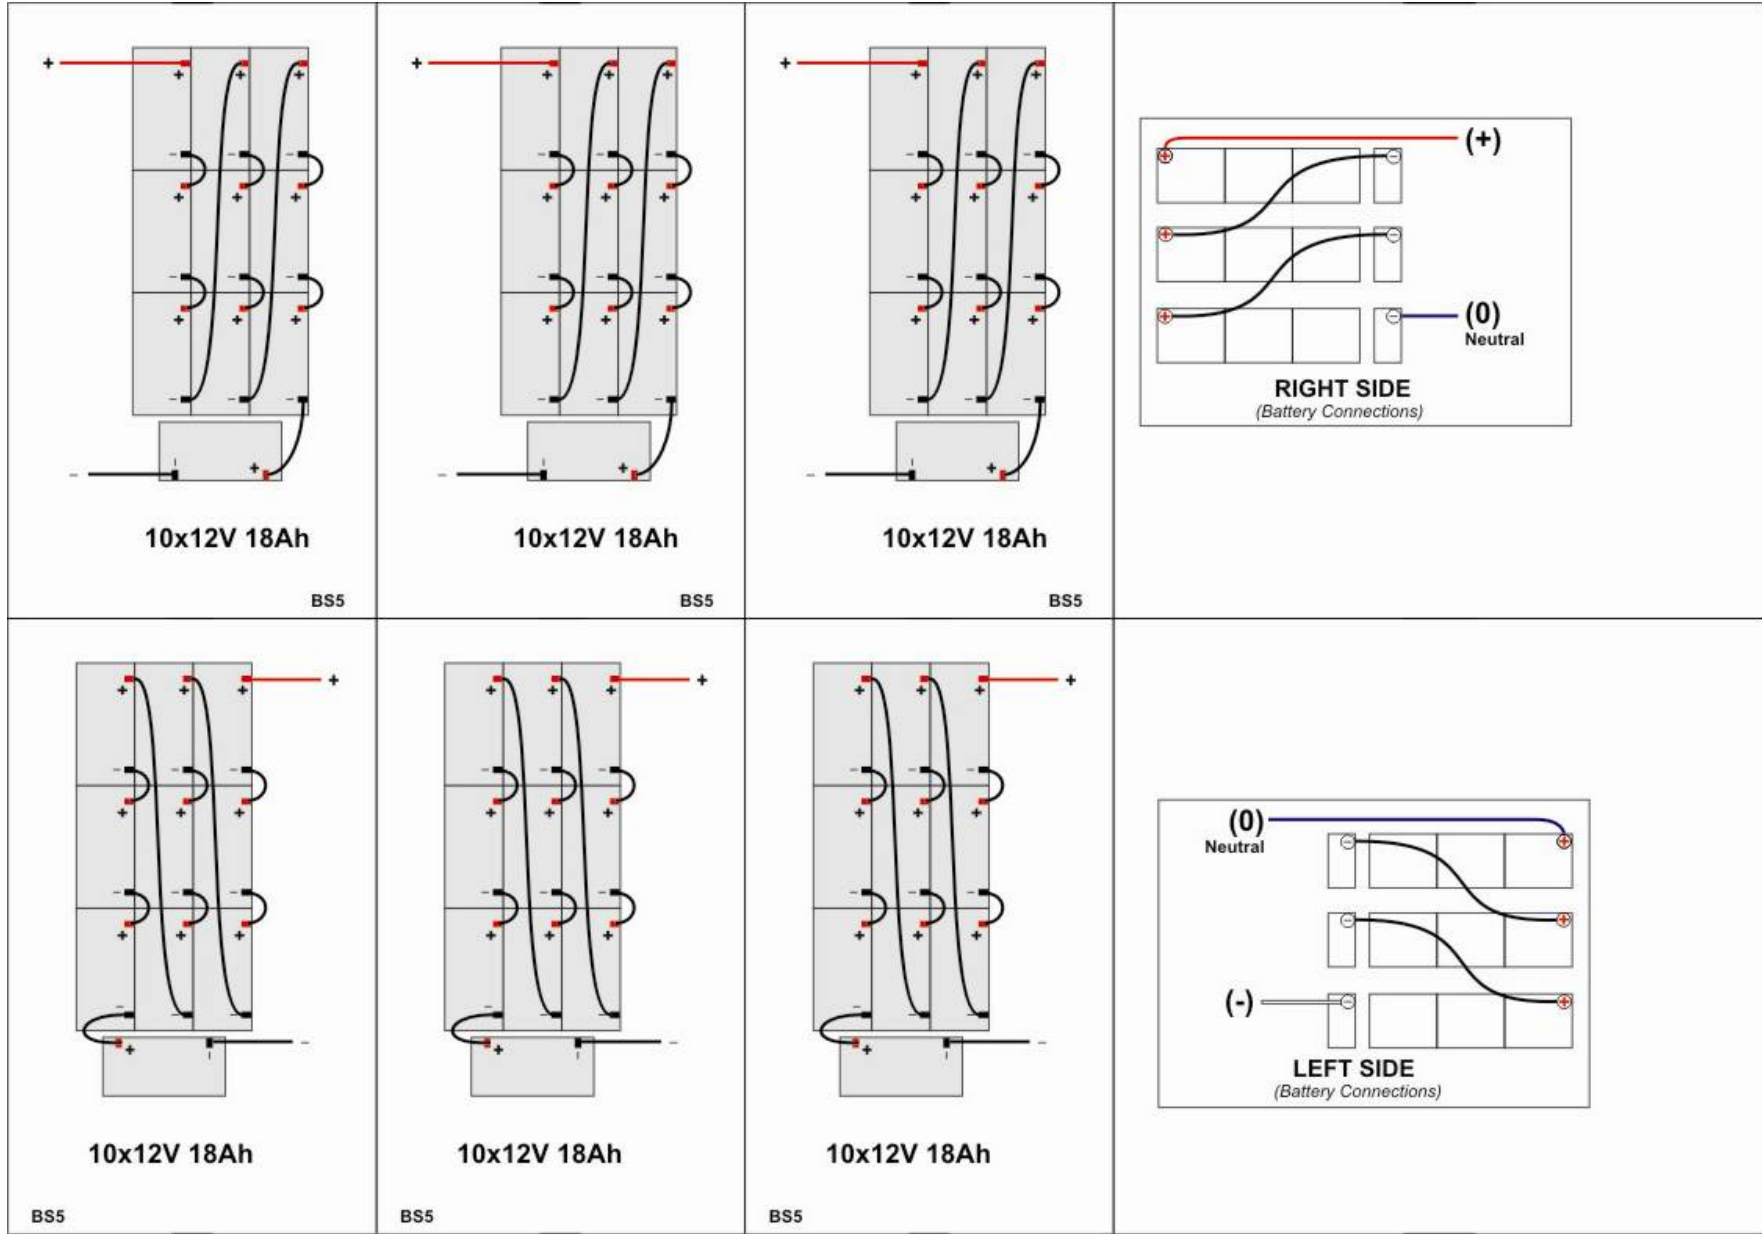 10x12V 18Ah
BS5
10x12V 18Ah
BS5
10x12V 18Ah
BS5
(+)
(0)
Neutral
RIGHT SIDE
(Battery Connections)
10x12V 18Ah
BS5
10x12V 18Ah
BS5
10x12V 18Ah
BS5
(0)
Neutral
(-)
LEFT SIDE
(Battery Connections)